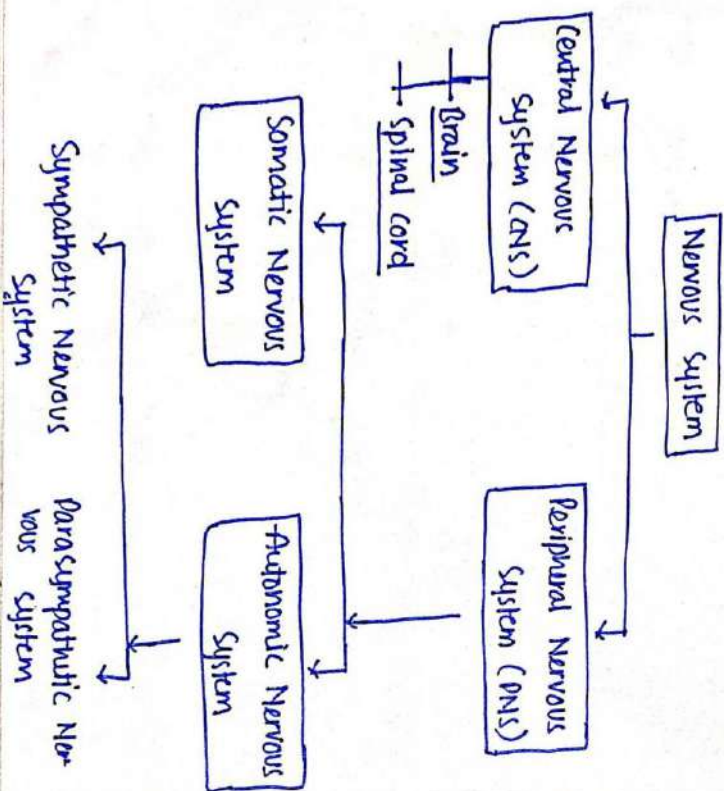 Nervous System
Central Nervous
System (CNS)
Peripheral Nervous
System (PNS)
Brain
Spinal cord
Somatic Nervous
System
Autonomic Nervous
System
Sympathetic Nervous
System
Parasympathetic Ner
vous system